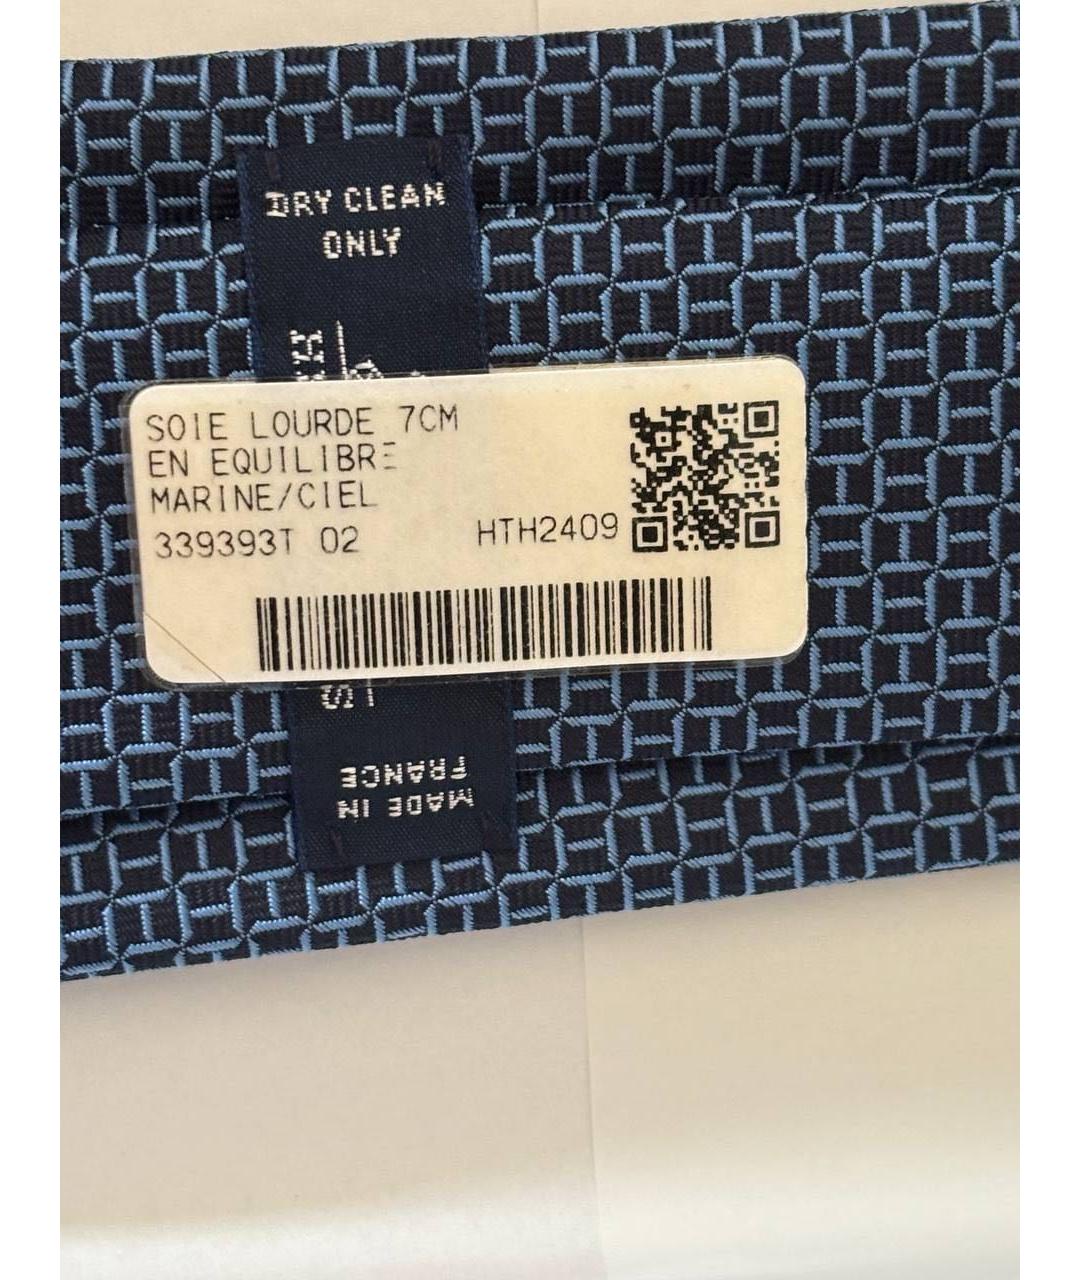 DRY CLEAN
ONLY
SOIE LOURDE 7CM
EN EQUILIBRE
MARINE/CIEL
339393T 02 HTH2409
MADE IN
FRANCE